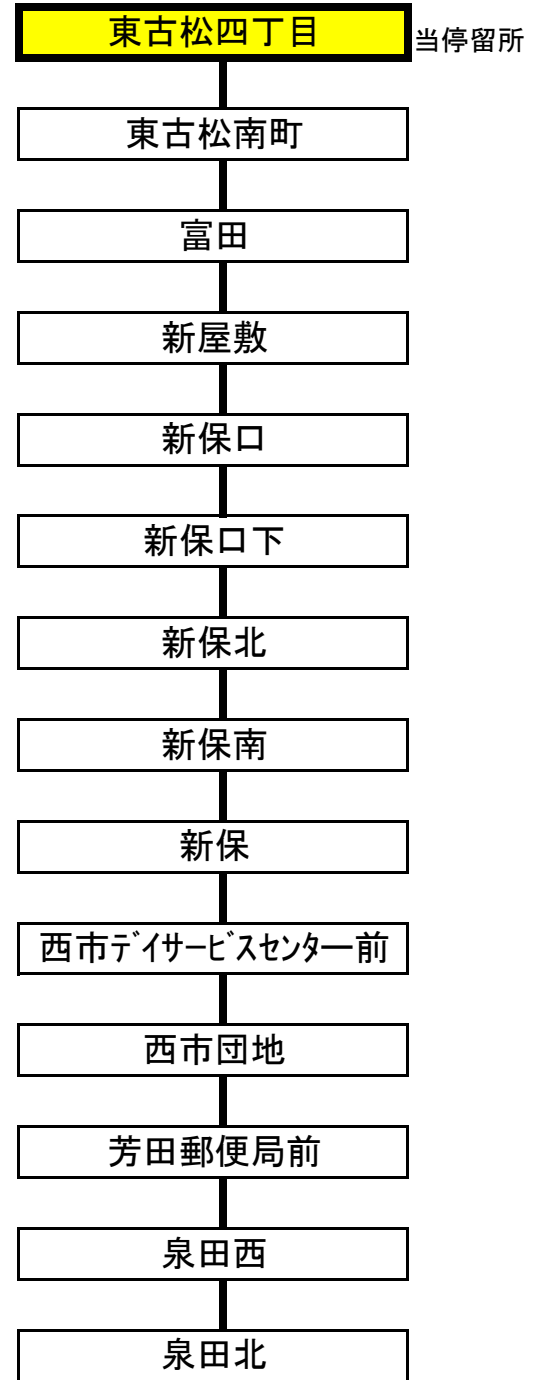 東古松四丁目
当停留所
東古松南町
富田
新屋敷
新保口
新保口下
新保北
新保南
新保
西市ﾃﾞｲｻｰﾋﾞｽｾﾝﾀｰ前
西市団地
芳田郵便局前
泉田西
泉田北